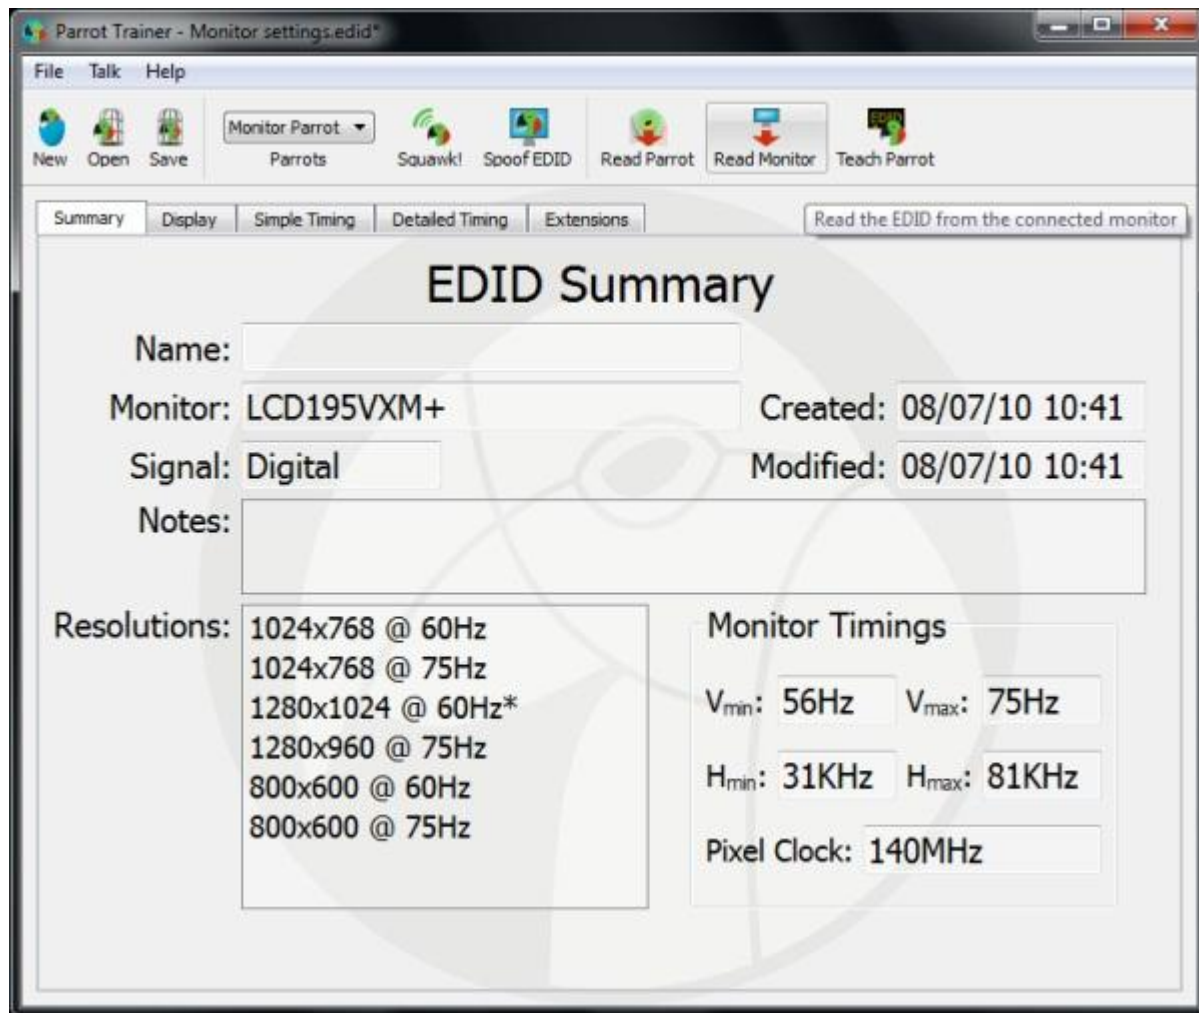 Parrot Trainer - Monitor settings.edid*
File Talk Help
Monitor Parrot
New Open Save Parrots Squawk! Spoof EDID Read Parrot Read Monitor Teach Parrot
EDID
Summary Display Simple Timing Detailed Timing Extensions
Read the EDID from the connected monitor
EDID Summary
Name:
Monitor: LCD195VXM+ Created: 08/07/10 10:41
Signal: Digital Modified: 08/07/10 10:41
Notes:
Resolutions:
1024x768 @ 60Hz
1024x768 @ 75Hz
1280x1024 @ 60Hz*
1280x960 @ 75Hz
800x600 @ 60Hz
800x600 @ 75Hz
Monitor Timings
Vmin: 56Hz Vmax: 75Hz
Hmin: 31KHz Hmax: 81KHz
Pixel Clock: 140MHz